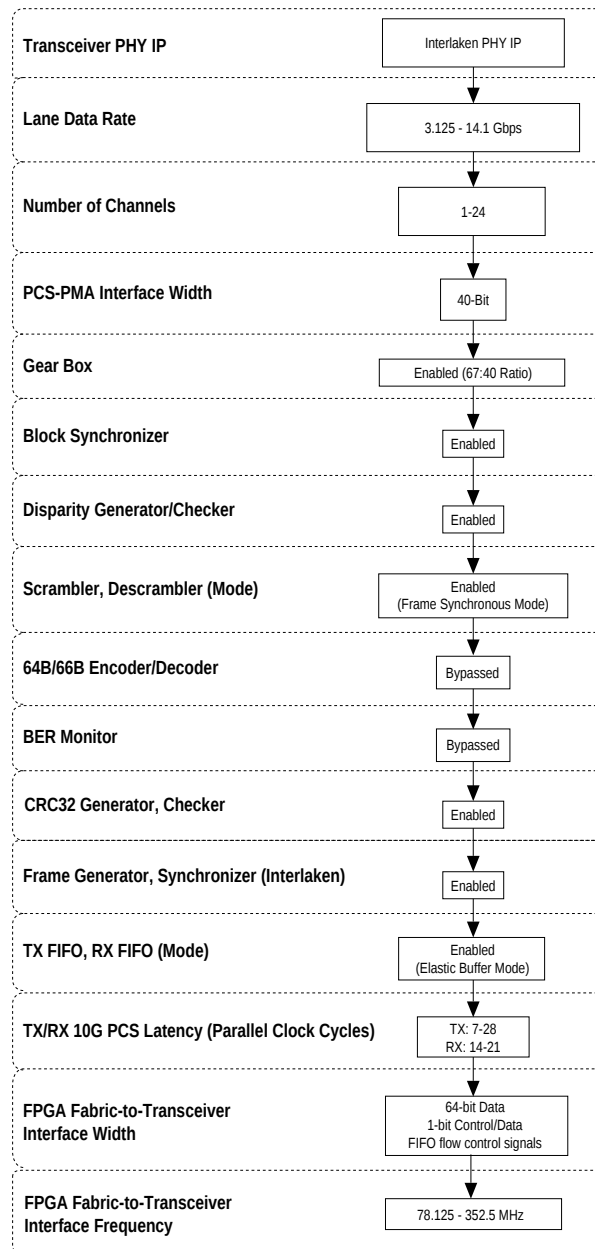 Transceiver PHY IP
Interlaken PHY IP
Lane Data Rate
3.125 - 14.1 Gbps
Number of Channels
1-24
PCS-PMA Interface Width
40-Bit
Gear Box
Enabled (67:40 Ratio)
Block Synchronizer
Enabled
Disparity Generator/Checker
Enabled
Scrambler, Descrambler (Mode)
Enabled
(Frame Synchronous Mode)
64B/66B Encoder/Decoder
Bypassed
BER Monitor
Bypassed
CRC32 Generator, Checker
Enabled
Frame Generator, Synchronizer (Interlaken)
Enabled
TX FIFO, RX FIFO (Mode)
Enabled
(Elastic Buffer Mode)
TX/RX 10G PCS Latency (Parallel Clock Cycles)
TX: 7-28
RX: 14-21
FPGA Fabric-to-Transceiver
Interface Width
64-bit Data
1-bit Control/Data
FIFO flow control signals
FPGA Fabric-to-Transceiver
Interface Frequency
78.125 - 352.5 MHz